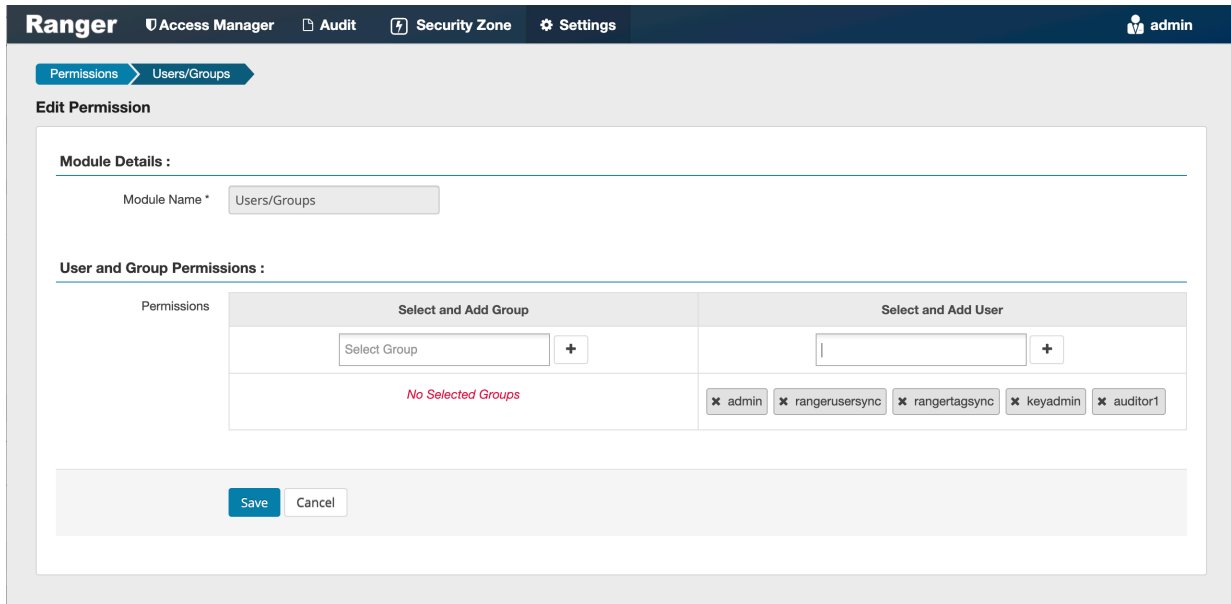 Ranger Access Manager Audit Security Zone Settings admin
Permissions Users/Groups
Edit Permission
Module Details :
Module Name * Users/Groups
User and Group Permissions :
Permissions Select and Add Group Select and Add User
Select Group +  +
No Selected Groups × admin × rangerusersync × rangertagsync × keyadmin × auditor1
Save Cancel